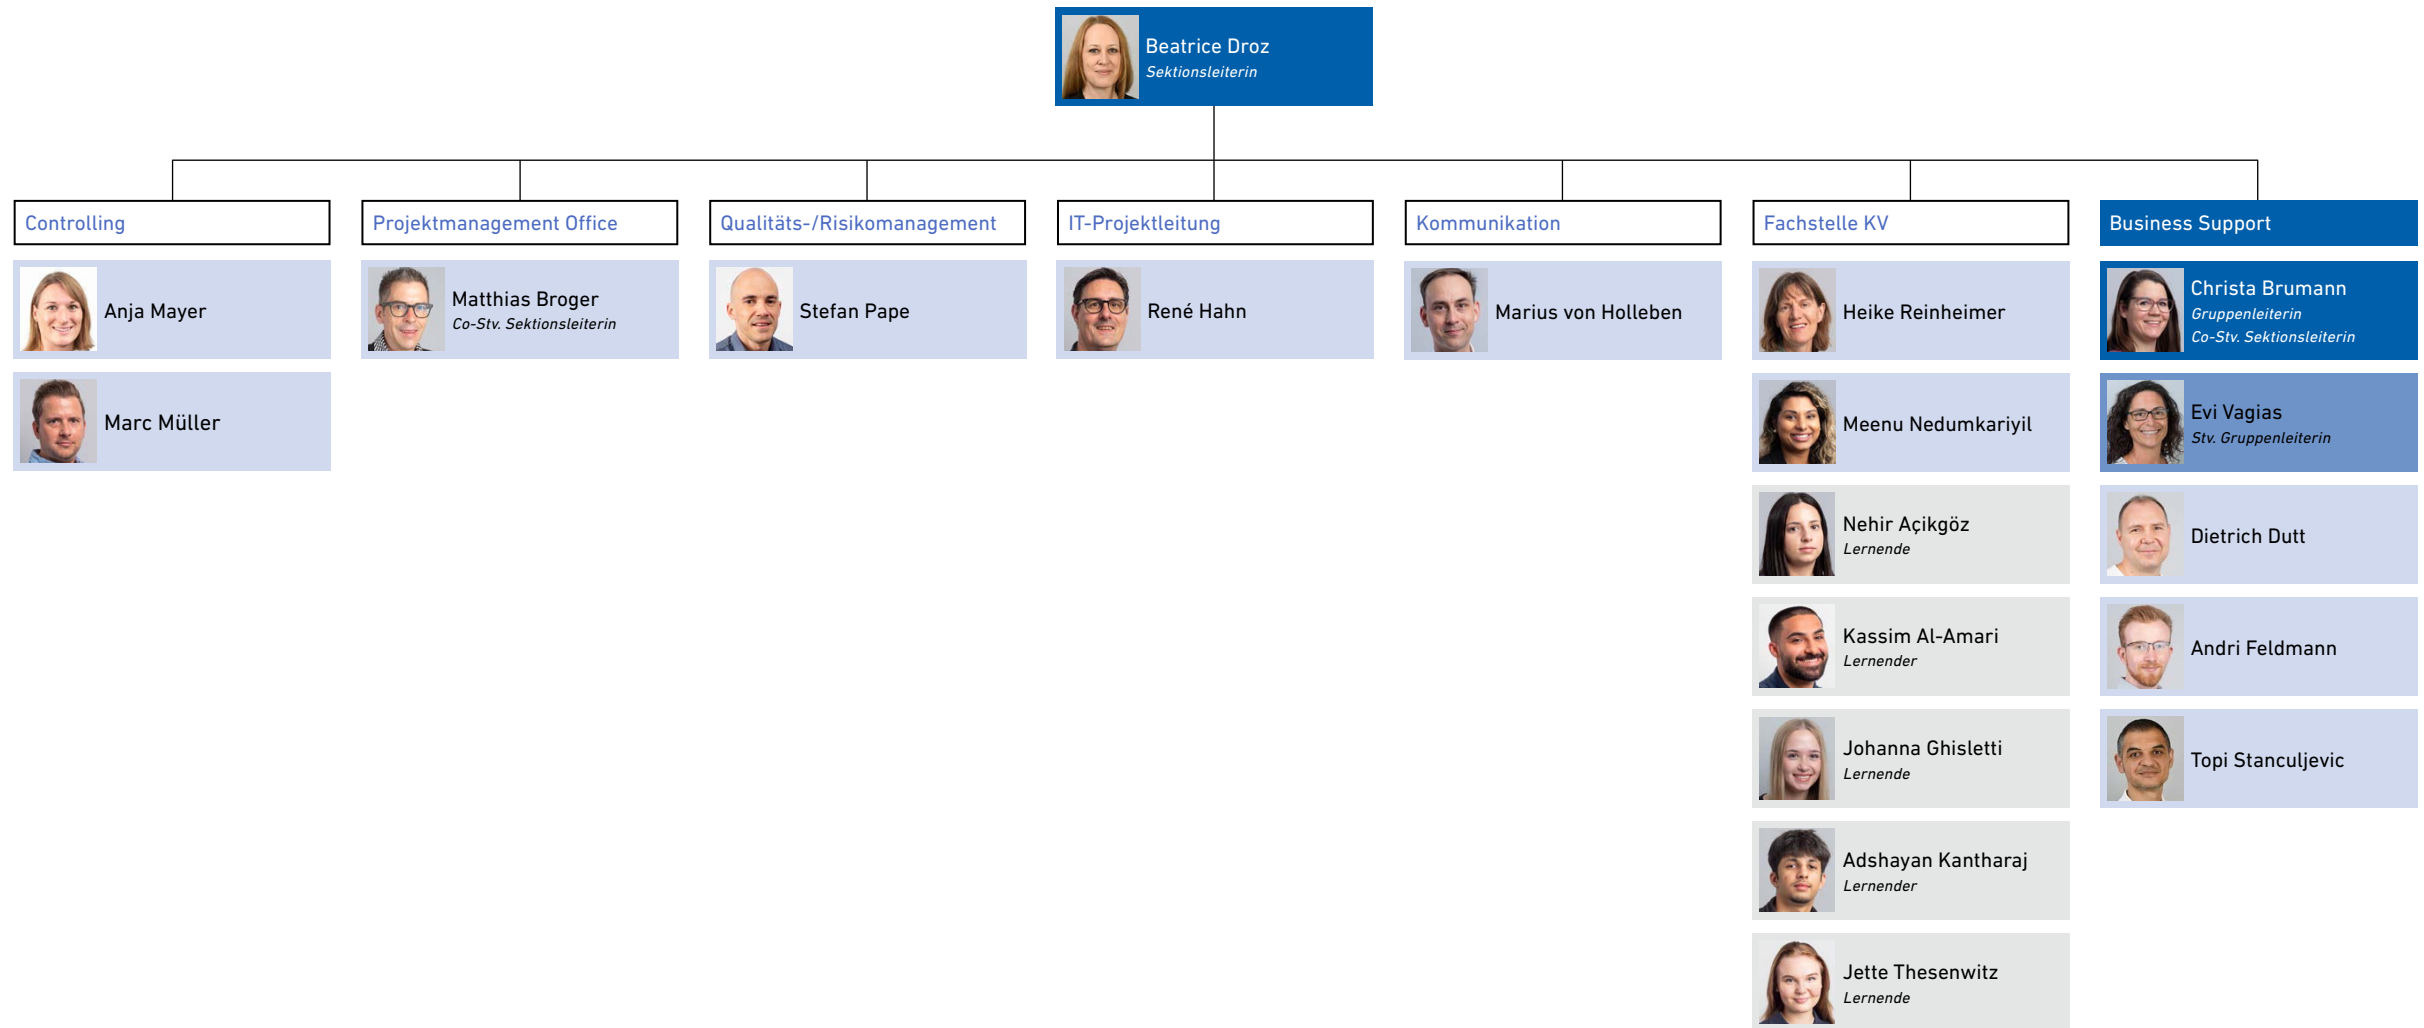 Beatrice Droz
Sektionsleiterin
Controlling
Anja Mayer
Marc Müller
Projektmanagement Office
Matthias Broger
Co-Stv. Sektionsleiterin
Qualitäts-/Risikomanagement
Stefan Pape
IT-Projektleitung
René Hahn
Kommunikation
Marius von Holleben
Fachstelle KV
Heike Reinheimer
Meenu Nedumkariyil
Nehir Açikgöz
Lernende
Kassim Al-Amari
Lernender
Johanna Ghisletti
Lernende
Adshayan Kantharaj
Lernender
Jette Thesenwitz
Lernende
Business Support
Christa Brumann
Gruppenleiterin
Co-Stv. Sektionsleiterin
Evi Vagias
Stv. Gruppenleiterin
Dietrich Dutt
Andri Feldmann
Topi Stanculjevic